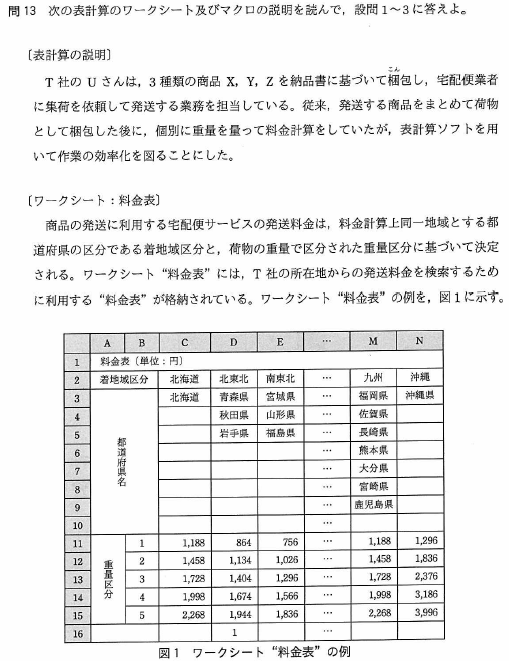 問13 次の表計算のワークシート及びマクロの説明を読んで,設問1～3に答えよ。
〔表計算の説明〕
T社のUさんは,3種類の商品X,Y,Zを納品書に基づいて梱包し,宅配便業者
こん
に集荷を依頼して発送する業務を担当している。従来,発送する商品をまとめて荷物
として梱包した後に,個別に重量を量って料金計算をしていたが,表計算ソフトを用
いて作業の効率化を図ることにした。
〔ワークシート:料金表〕
商品の発送に利用する宅配便サービスの発送料金は,料金計算上同一地域とする都
道府県の区分である着地域区分と,荷物の重量で区分された重量区分に基づいて決定
される。ワークシート“料金表”には,T社の所在地からの発送料金を検索するため
に利用する“料金表”が格納されている。ワークシート“料金表”の例を,図1に示す。
A B C D E … M N
1 料金表〔単位:円〕
2 着地域区分 北海道 北東北 南東北 … 九州 沖縄
3 都道府県名 北海道 青森県 宮城県 … 福岡県 沖縄県
4 秋田県 山形県 … 佐賀県
5 岩手県 福島県 … 長崎県
6 … 熊本県
7 … 大分県
8 … 宮崎県
9 … 鹿児島県
10 …
11 重量区分 1 1,188 864 756 … 1,188 1,296
12 2 1,458 1,134 1,026 … 1,458 1,836
13 3 1,728 1,404 1,296 … 1,728 2,376
14 4 1,998 1,674 1,566 … 1,998 3,186
15 5 2,268 1,944 1,836 … 2,268 3,996
16 1 …
図1 ワークシート“料金表”の例